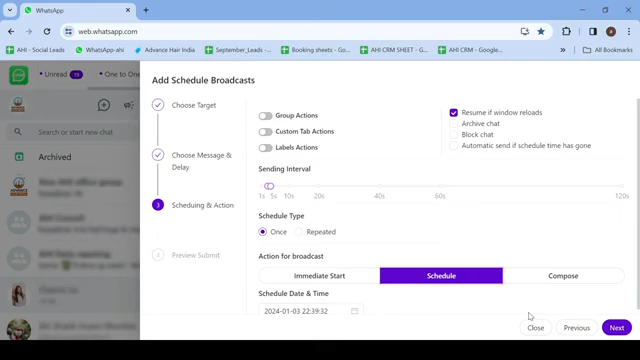 WhatsApp
web.whatsapp.com
AHI - Social Leads
WhatsApp-ahi
Advance Hair India
September_Leads -...
Booking sheets - Go...
AHI CRM SHEET - G...
AHI CRM - Google...
All Bookmarks
Unread 19
One to One
Add Schedule Broadcasts
Search or start new chat
Archived
Choose Target
Choose Message &
Delay
3 Scheduling & Action
4 Preview Submit
Group Actions
Custom Tab Actions
Labels Actions
Resume if window reloads
Archive chat
Block chat
Automatic send if schedule time has gone
Sending Interval
1s 5s 10s 20s 40s 60s 120s
Schedule Type
Once Repeated
Action for broadcast
Immediate Start Schedule Compose
Schedule Date & Time
2024-01-03 22:39:32
Close Previous Next